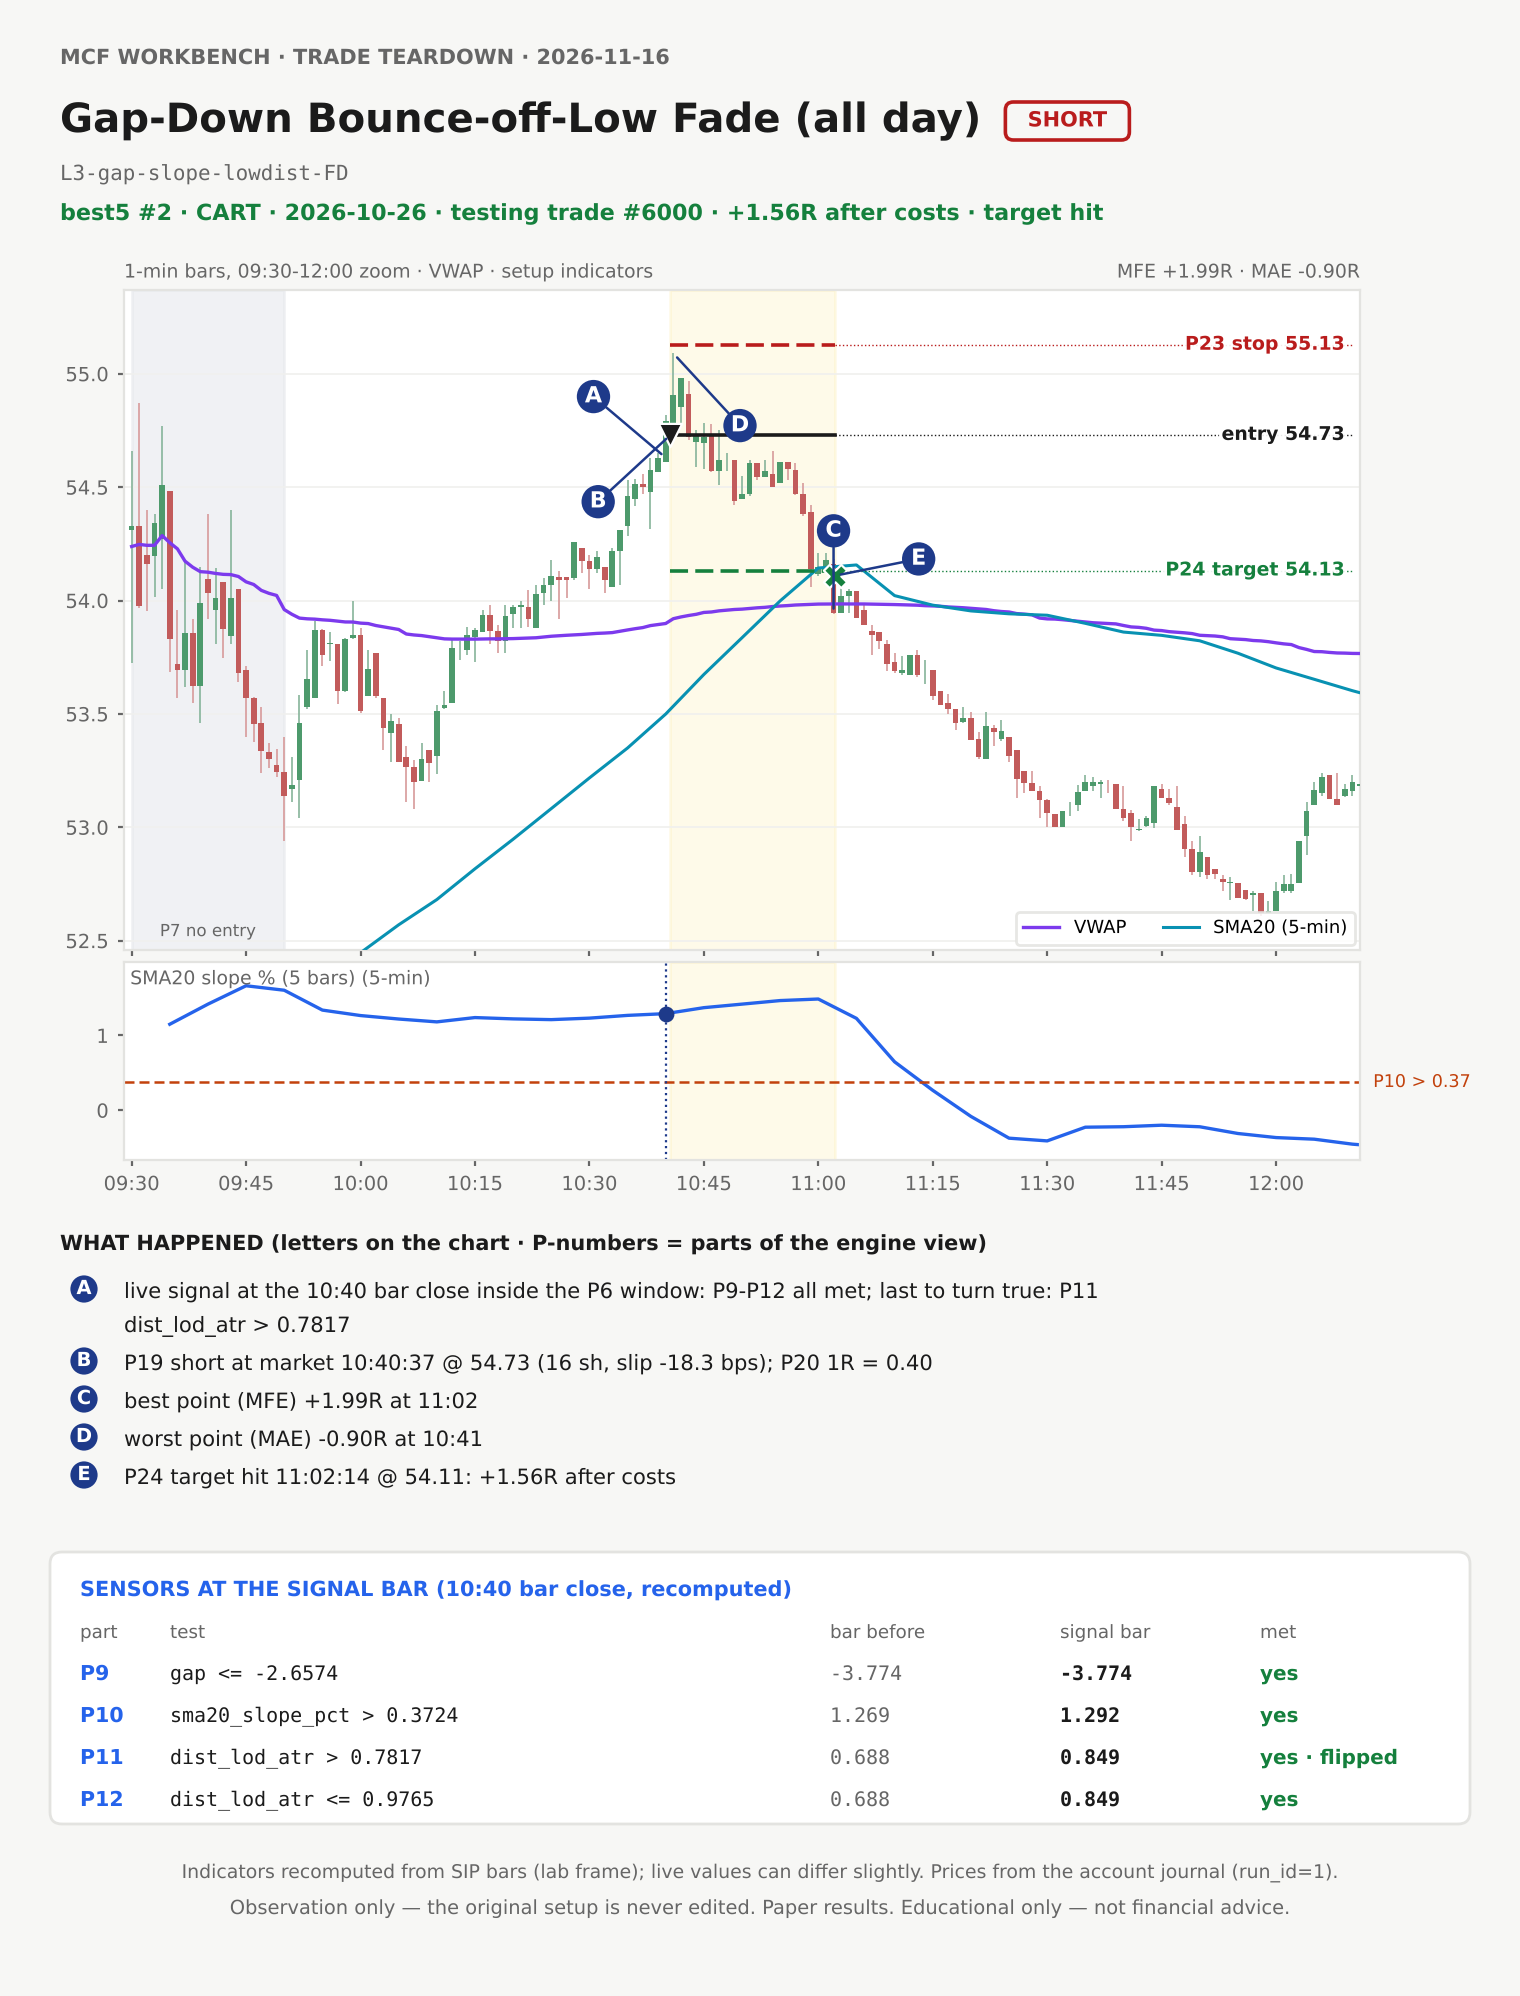 MCF WORKBENCH · TRADE TEARDOWN · 2026-11-16
Gap-Down Bounce-off-Low Fade (all day) SHORT
L3-gap-slope-lowdist-FD
best5 #2 · CART · 2026-10-26 · testing trade #6000 · +1.56R after costs · target hit
1-min bars, 09:30-12:00 zoom · VWAP · setup indicators MFE +1.99R · MAE -0.90R
P23 stop 55.13
55.0
A
D
entry 54.73
54.5
B
C
E
P24 target 54.13
54.0
53.5
53.0
P7 no entry
VWAP SMA20 (5-min)
52.5
SMA20 slope % (5 bars) (5-min)
1
P10 > 0.37
0
09:30 09:45 10:00 10:15 10:30 10:45 11:00 11:15 11:30 11:45 12:00
WHAT HAPPENED (letters on the chart · P-numbers = parts of the engine view)
A live signal at the 10:40 bar close inside the P6 window: P9-P12 all met; last to turn true: P11
dist_lod_atr > 0.7817
B P19 short at market 10:40:37 @ 54.73 (16 sh, slip -18.3 bps); P20 1R = 0.40
C best point (MFE) +1.99R at 11:02
D worst point (MAE) -0.90R at 10:41
E P24 target hit 11:02:14 @ 54.11: +1.56R after costs
SENSORS AT THE SIGNAL BAR (10:40 bar close, recomputed)
part test bar before signal bar met
P9 gap <= -2.6574 -3.774 -3.774 yes
P10 sma20_slope_pct > 0.3724 1.269 1.292 yes
P11 dist_lod_atr > 0.7817 0.688 0.849 yes · flipped
P12 dist_lod_atr <= 0.9765 0.688 0.849 yes
Indicators recomputed from SIP bars (lab frame); live values can differ slightly. Prices from the account journal (run_id=1).
Observation only — the original setup is never edited. Paper results. Educational only — not financial advice.